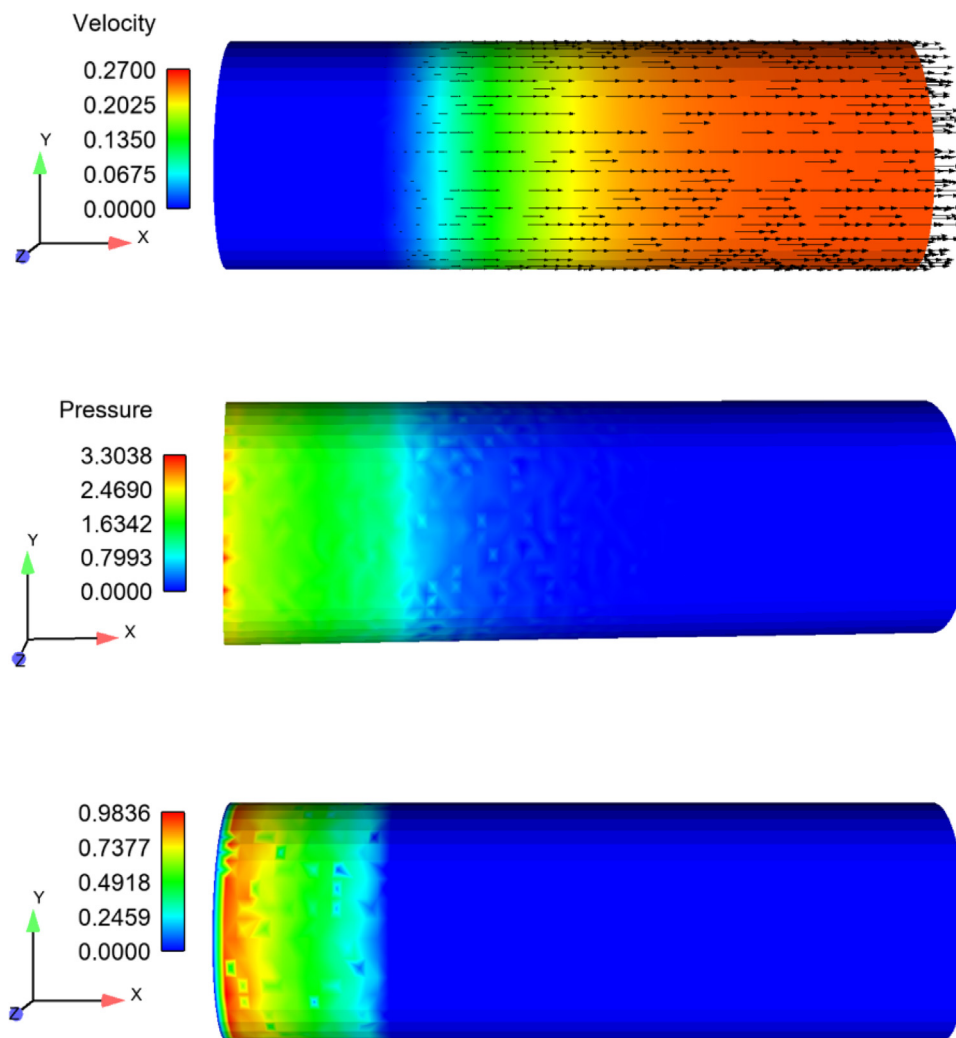 Velocity
0.2700
0.2025
0.1350
0.0675
0.0000
Y
X
Z
Pressure
3.3038
2.4690
1.6342
0.7993
0.0000
Y
X
Z
0.9836
0.7377
0.4918
0.2459
0.0000
Y
X
Z